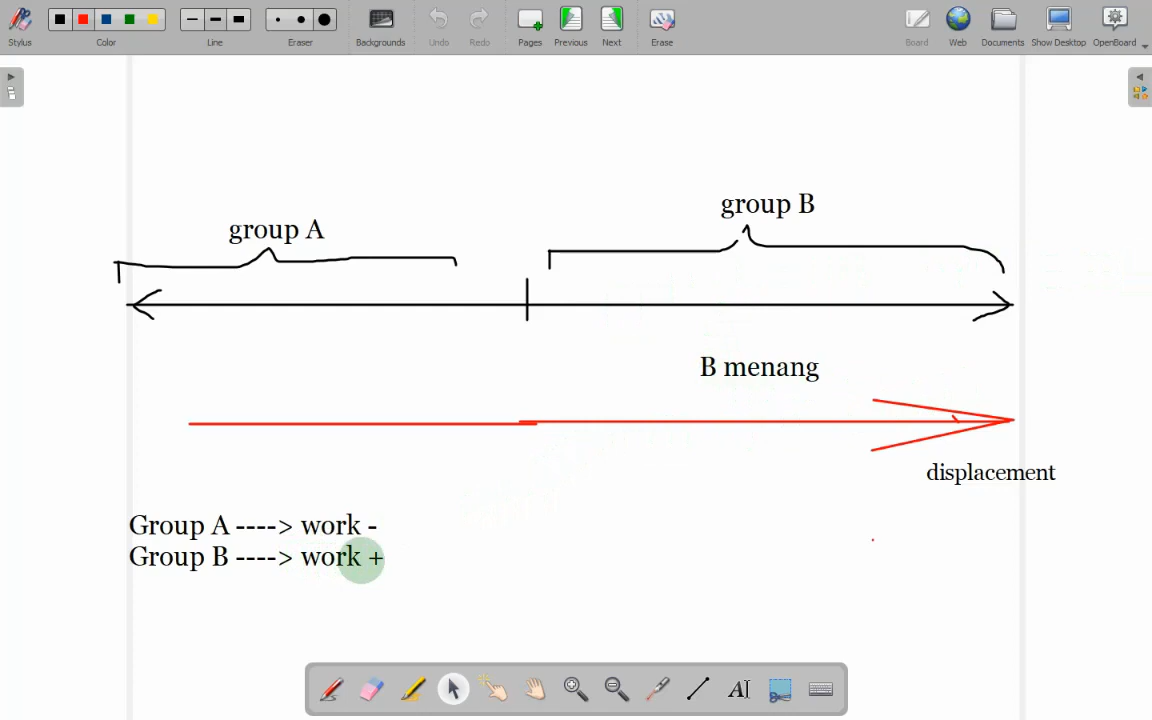 Stylus
Color
Line
Eraser
Backgrounds
Undo
Redo
Pages
Previous
Next
Erase
Board
Web
Documents
Show Desktop
OpenBoard
group B
group A
B menang
displacement
Group A ----> work -
Group B ----> work +